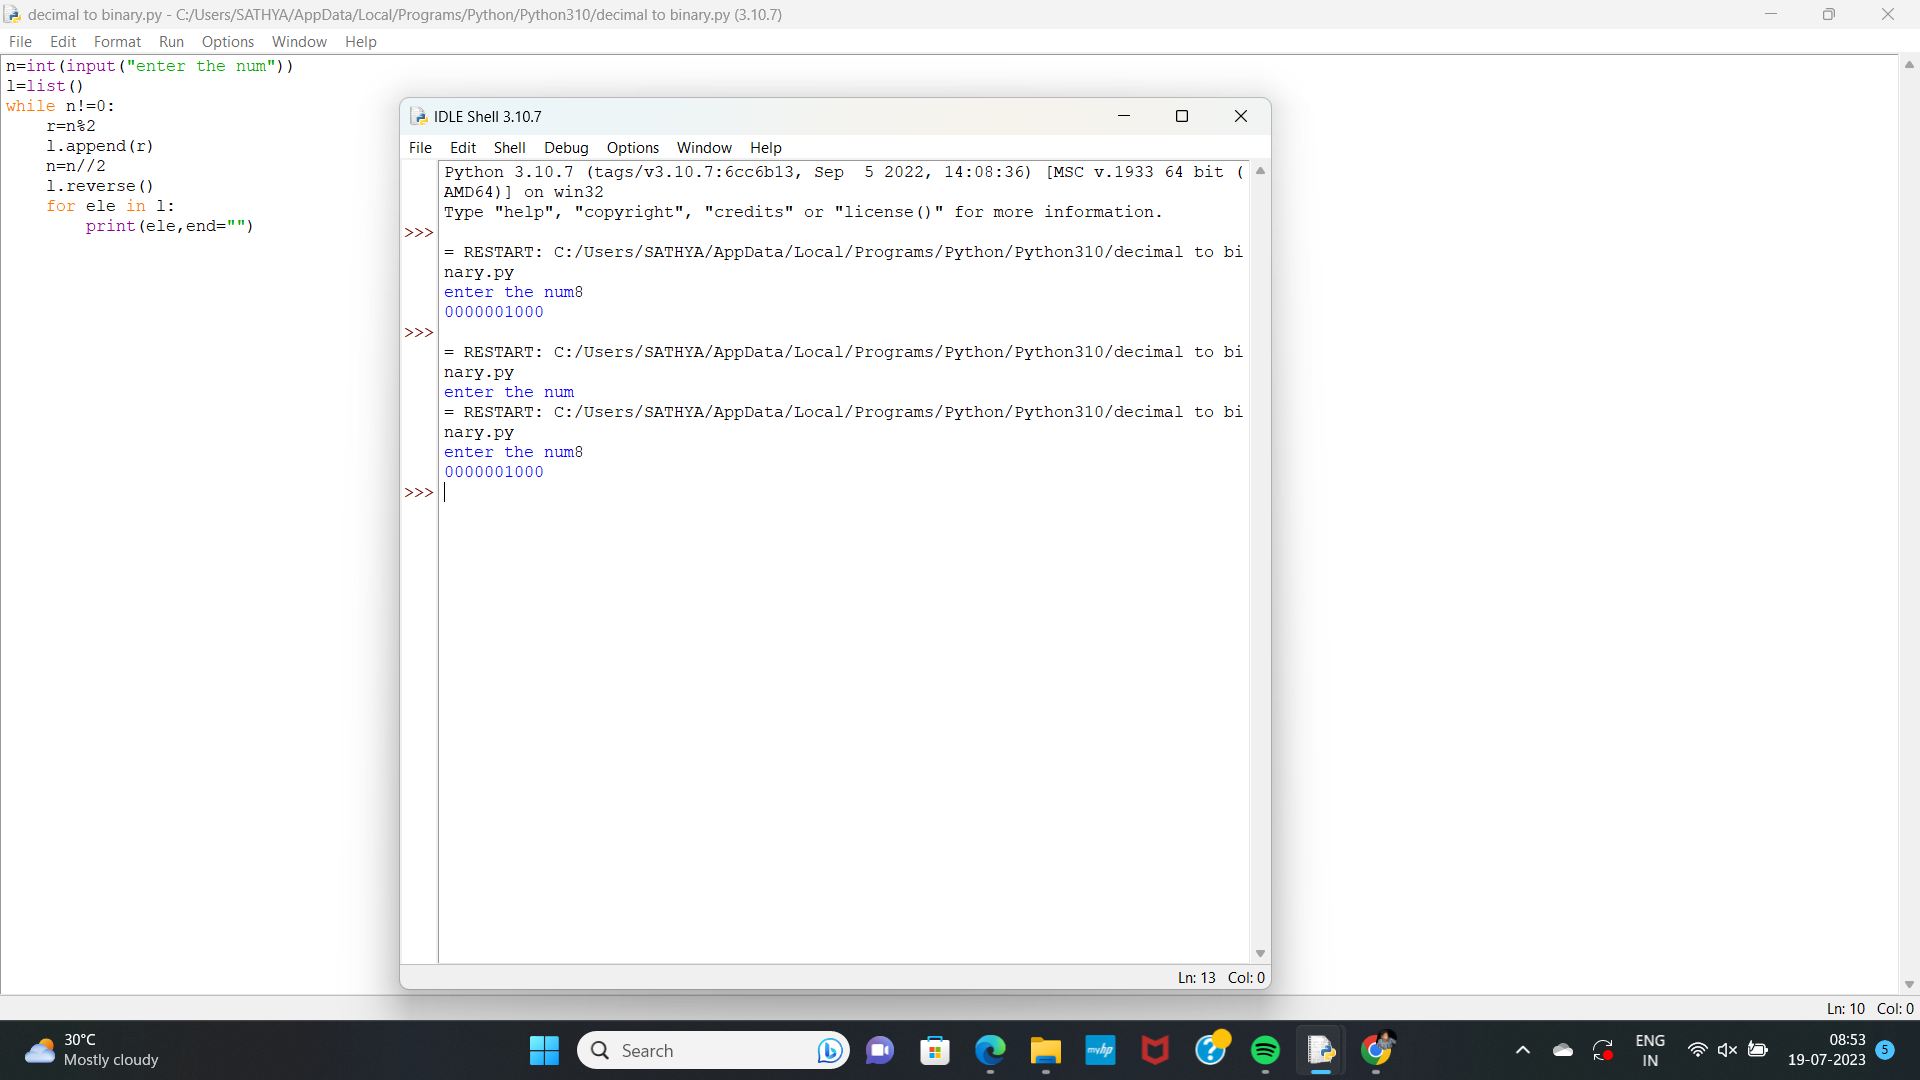 decimal to binary.py - C:/Users/SATHYA/AppData/Local/Programs/Python/Python310/decimal to binary.py (3.10.7)
File Edit Format Run Options Window Help
n=int(input("enter the num"))
l=list()
while n!=0:
    r=n%2
    l.append(r)
    n=n//2
    l.reverse()
    for ele in l:
        print(ele,end="")
IDLE Shell 3.10.7
File Edit Shell Debug Options Window Help
Python 3.10.7 (tags/v3.10.7:6cc6b13, Sep  5 2022, 14:08:36) [MSC v.1933 64 bit (
AMD64)] on win32
Type "help", "copyright", "credits" or "license()" for more information.
>>>
= RESTART: C:/Users/SATHYA/AppData/Local/Programs/Python/Python310/decimal to bi
nary.py
enter the num8
0000001000
>>>
= RESTART: C:/Users/SATHYA/AppData/Local/Programs/Python/Python310/decimal to bi
nary.py
enter the num
= RESTART: C:/Users/SATHYA/AppData/Local/Programs/Python/Python310/decimal to bi
nary.py
enter the num8
0000001000
>>>
Ln: 13 Col: 0
Ln: 10 Col: 0
30°C
Mostly cloudy
Search
myhp
ENG
IN
08:53
19-07-2023
5